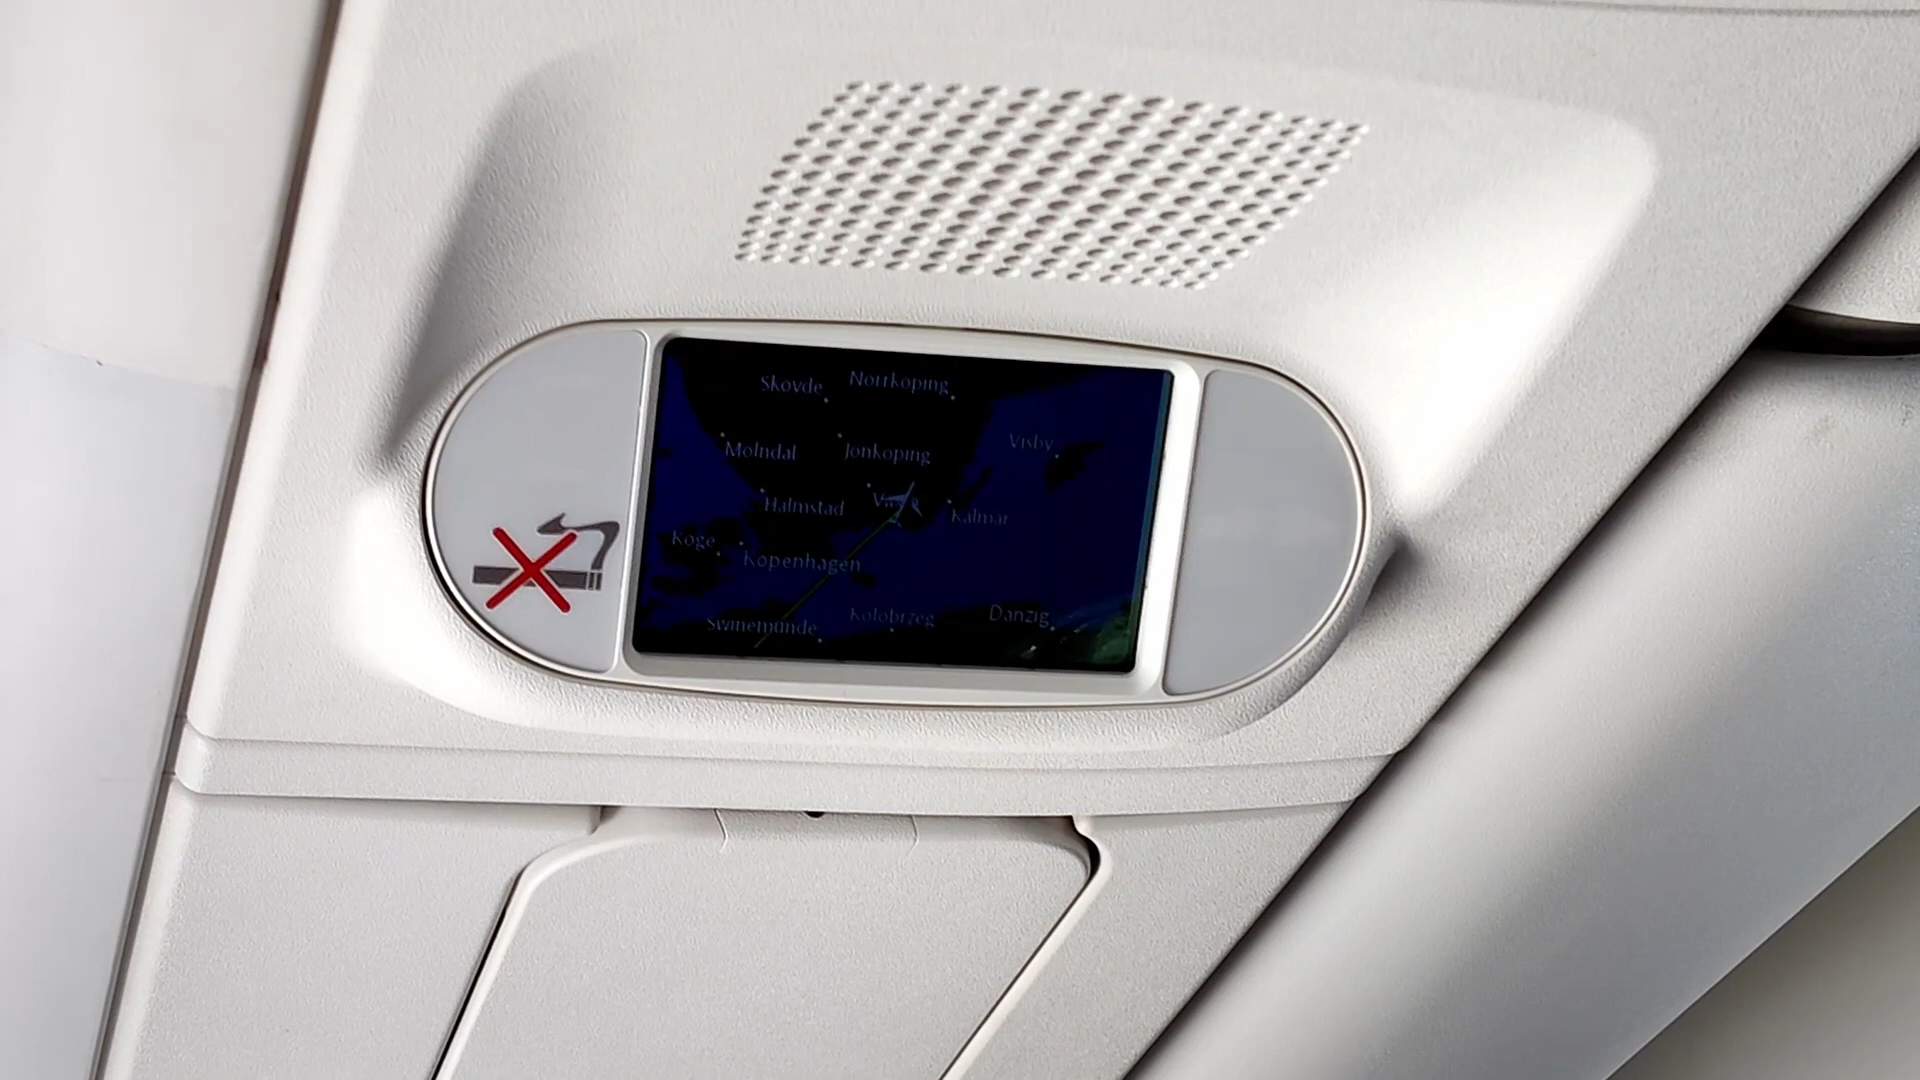 Skovde
Norrkoping
Visby
Molndal
Jonkoping
Halmstad
Kalmar
Koge
Kopenhagen
Swinemunde
Kolobrzeg
Danzig